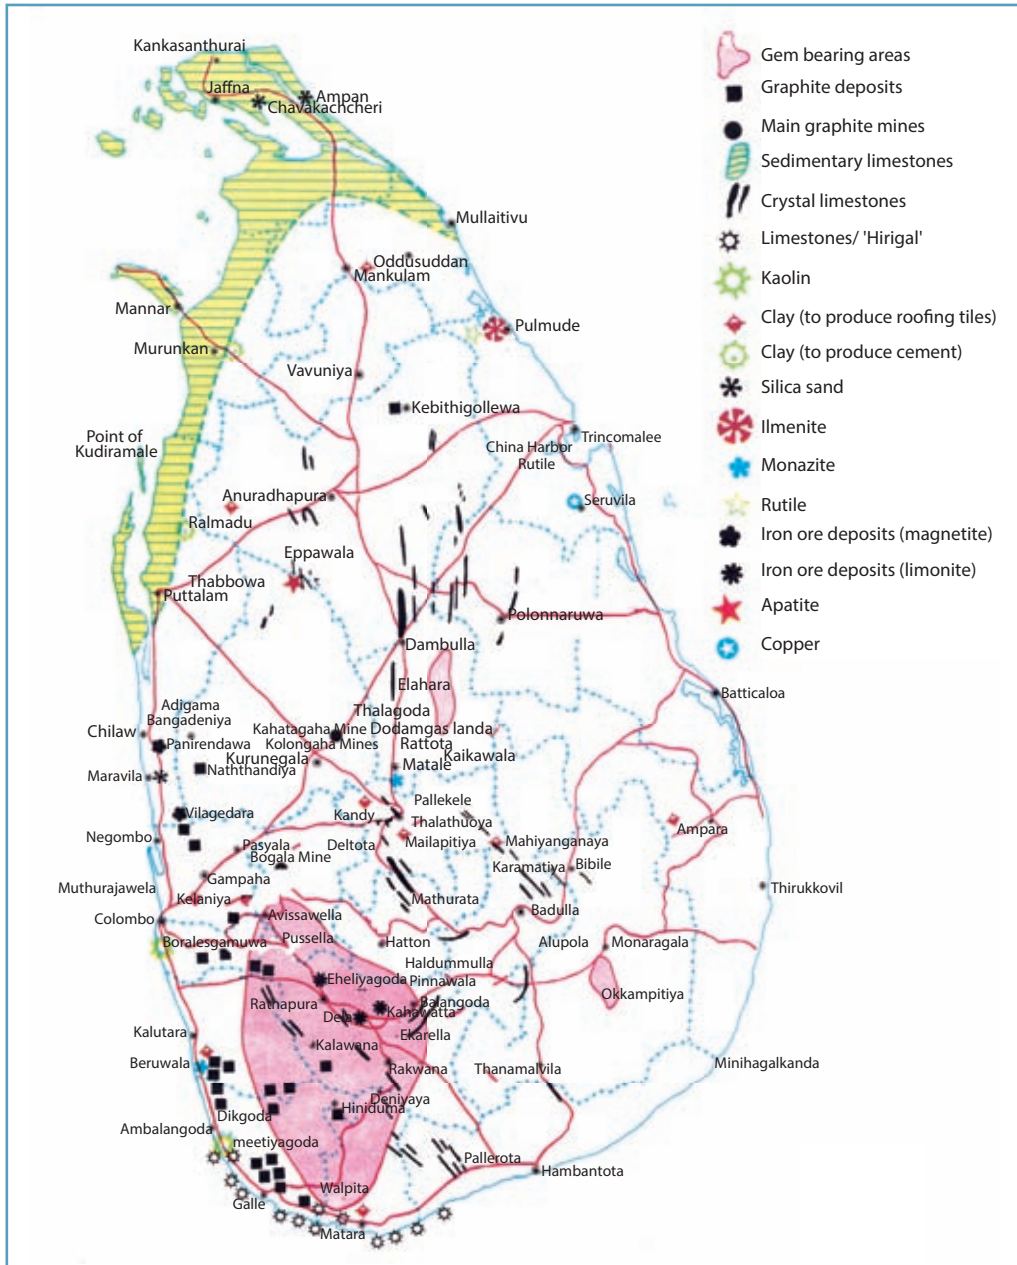 Kankasanthurai
Jaffna
Ampan
Chavakachcheri
Mullaitivu
Oddusuddan
Mankulam
Mannar
Pulmude
Murunkan
Vavuniya
Kebithigollewa
Point of
Kudiramale
Trincomalee
China Harbor
Rutile
Anuradhapura
Seruvila
Ralmadu
Eppawala
Thabbowa
Puttalam
Polonnaruwa
Dambulla
Elahara
Batticaloa
Thalagoda
Adigama
Bangadeniya
Chilaw
Kahatagaha Mine
Dodamgas landa
Panirendawa
Kolongaha Mines
Rattota
Kurunegala
Kaikawala
Maravila
Naththandiya
Matale
Pallekele
Vilagedara
Kandy
Thalathuoya
Ampara
Negombo
Pasyala
Deltota
Mailapitiya
Mahiyanganaya
Bogala Mine
Karamatiya
Bibile
Gampaha
Muthurajawela
Kelaniya
Mathurata
Thirukkovil
Colombo
Avissawella
Badulla
Boralesgamuwa
Pussella
Hatton
Alupola
Monaragala
Haldummulla
Eheliyagoda
Pinnawala
Okkampitiya
Rathapura
Balangoda
Dela
Kahawatta
Kalutara
Ekarella
Kalawana
Beruwala
Rakwana
Thanamalvila
Minihagalkanda
Deniyaya
Dikgoda
Hiniduma
Ambalangoda
meetiyagoda
Pallerota
Hambantota
Walpita
Galle
Matara
Gem bearing areas
Graphite deposits
Main graphite mines
Sedimentary limestones
Crystal limestones
Limestones/ 'Hirigal'
Kaolin
Clay (to produce roofing tiles)
Clay (to produce cement)
Silica sand
Ilmenite
Monazite
Rutile
Iron ore deposits (magnetite)
Iron ore deposits (limonite)
Apatite
Copper